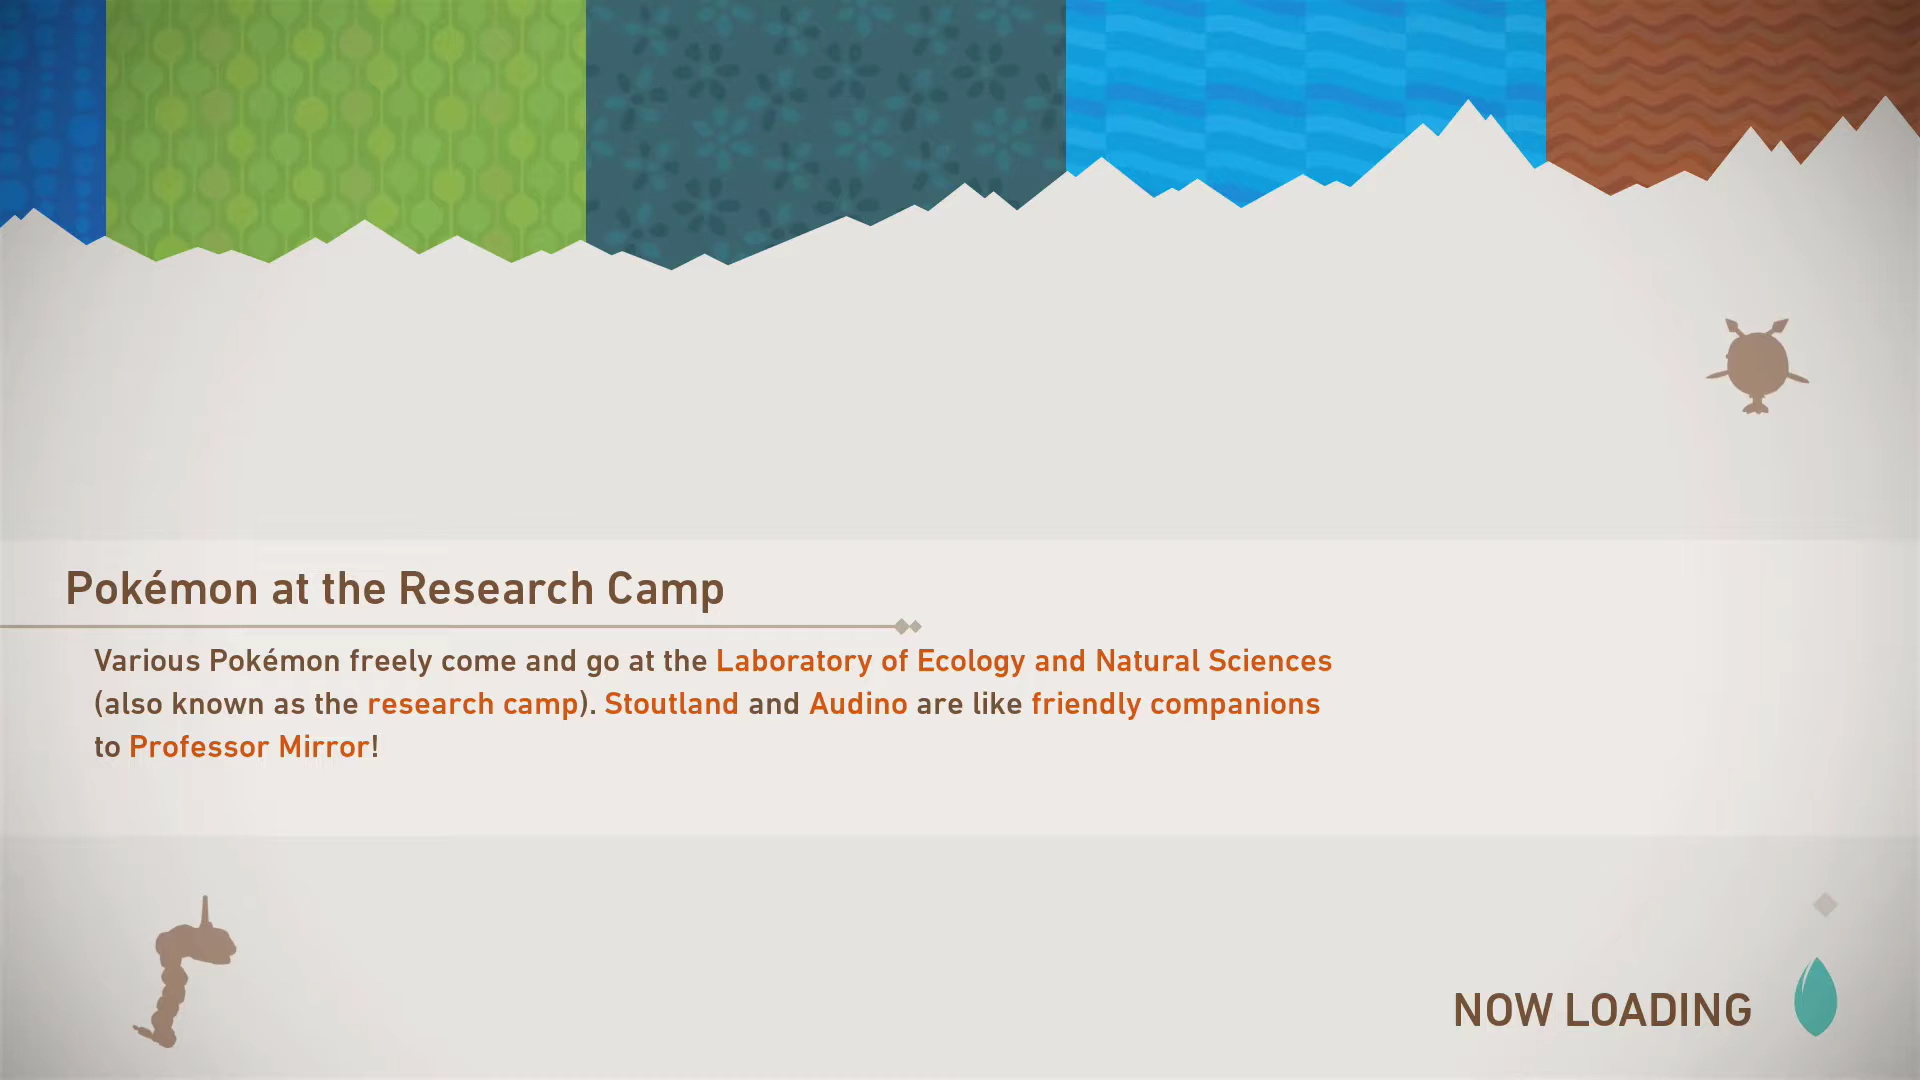 Pokémon at the Research Camp
Various Pokémon freely come and go at the Laboratory of Ecology and Natural Sciences
(also known as the research camp). Stoutland and Audino are like friendly companions
to Professor Mirror!
NOW LOADING